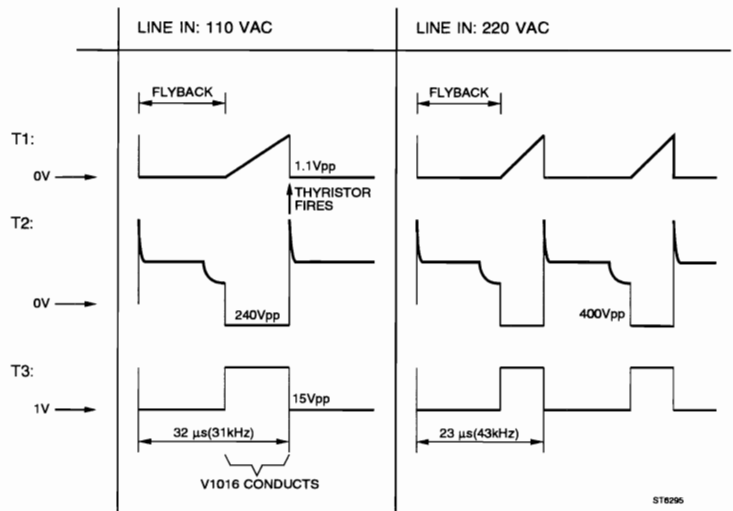 LINE IN: 110 VAC
LINE IN: 220 VAC
FLYBACK
FLYBACK
T1:
1.1Vpp
0V
THYRISTOR
FIRES
T2:
0V
240Vpp
400Vpp
T3:
15Vpp
1V
32 µs(31kHz)
23 µs(43kHz)
V1016 CONDUCTS
ST6295